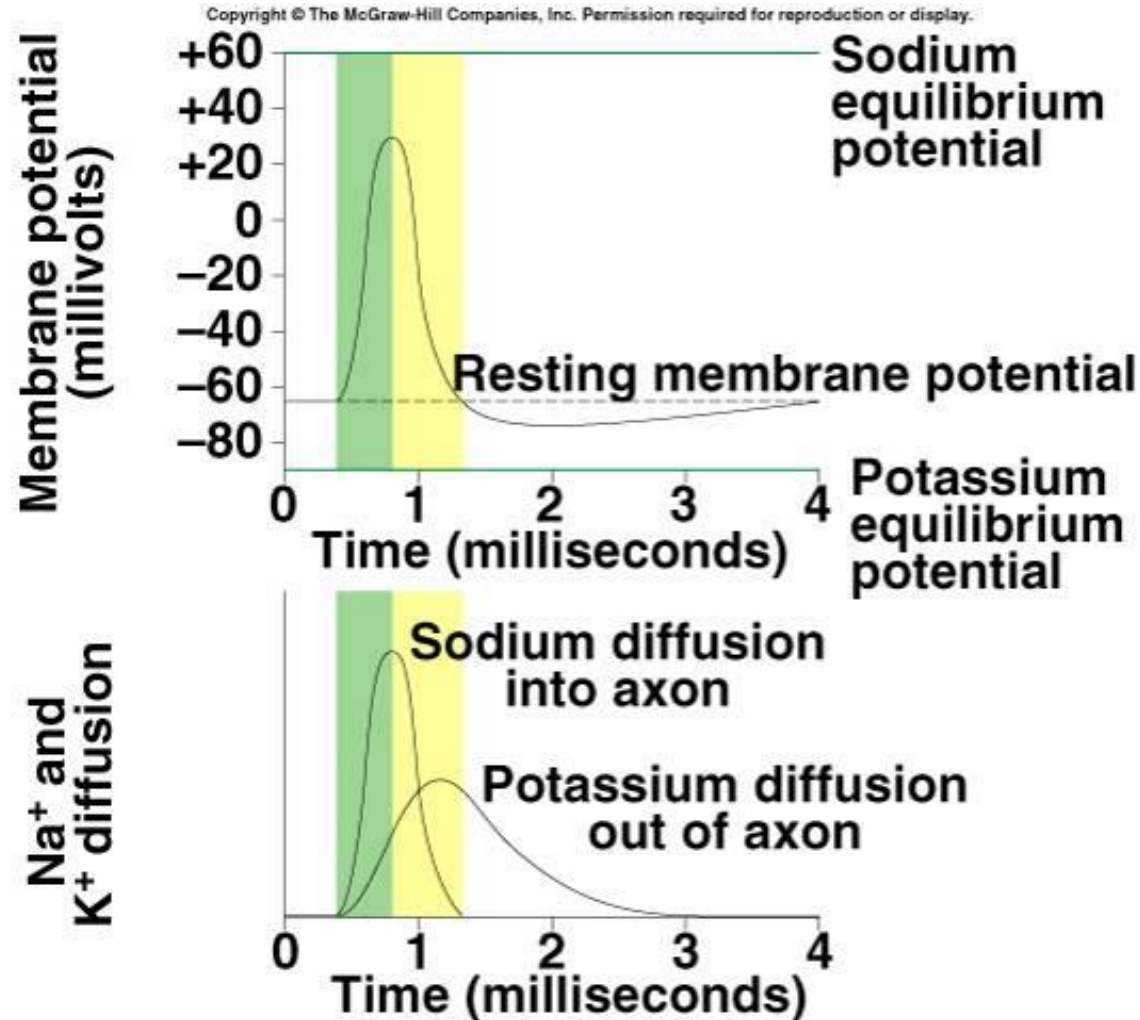 Copyright © The McGraw-Hill Companies, Inc. Permission required for reproduction or display.
Membrane potential
(millivolts)
+60
+40
+20
0
−20
−40
−60
−80
Sodium
equilibrium
potential
Resting membrane potential
Potassium
equilibrium
potential
0 1 2 3 4
Time (milliseconds)
Na⁺ and
K⁺ diffusion
Sodium diffusion
into axon
Potassium diffusion
out of axon
0 1 2 3 4
Time (milliseconds)